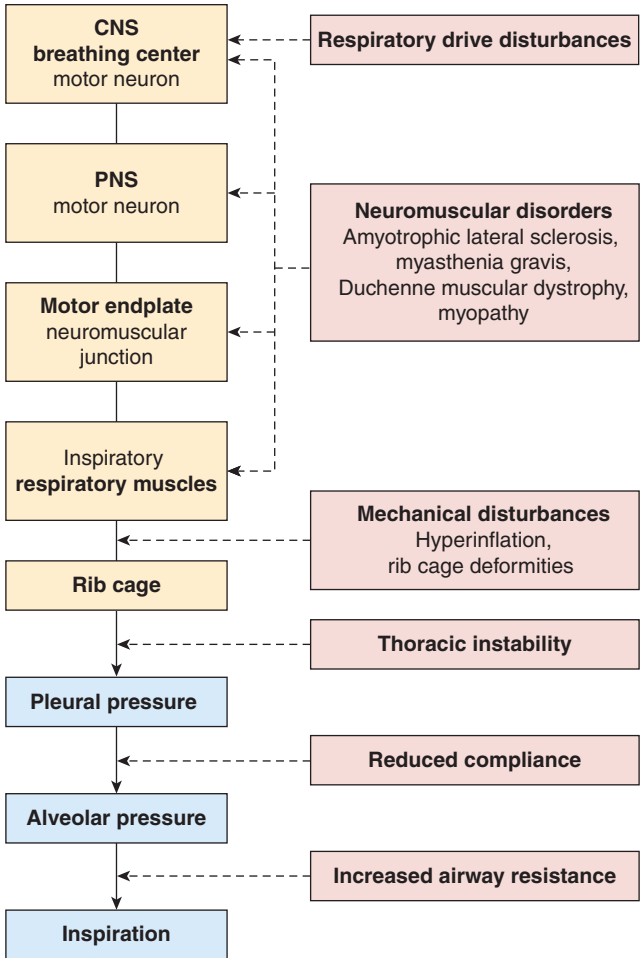 CNS
breathing center
motor neuron
Respiratory drive disturbances
PNS
motor neuron
Neuromuscular disorders
Amyotrophic lateral sclerosis,
myasthenia gravis,
Duchenne muscular dystrophy,
myopathy
Motor endplate
neuromuscular
junction
Inspiratory
respiratory muscles
Mechanical disturbances
Hyperinflation,
rib cage deformities
Rib cage
Thoracic instability
Pleural pressure
Reduced compliance
Alveolar pressure
Increased airway resistance
Inspiration